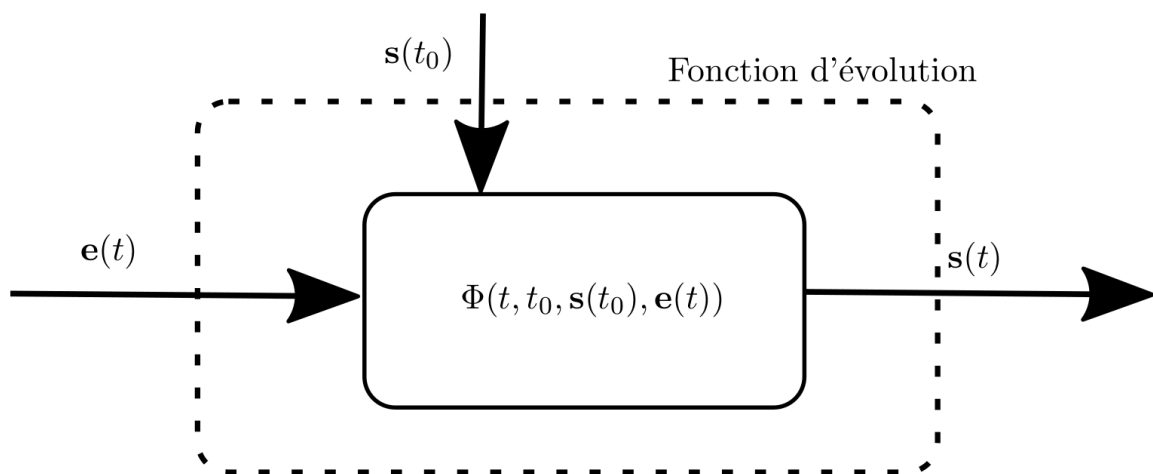 s(t₀)
Fonction d'évolution
e(t)
s(t)
Φ(t, t₀, s(t₀), e(t))